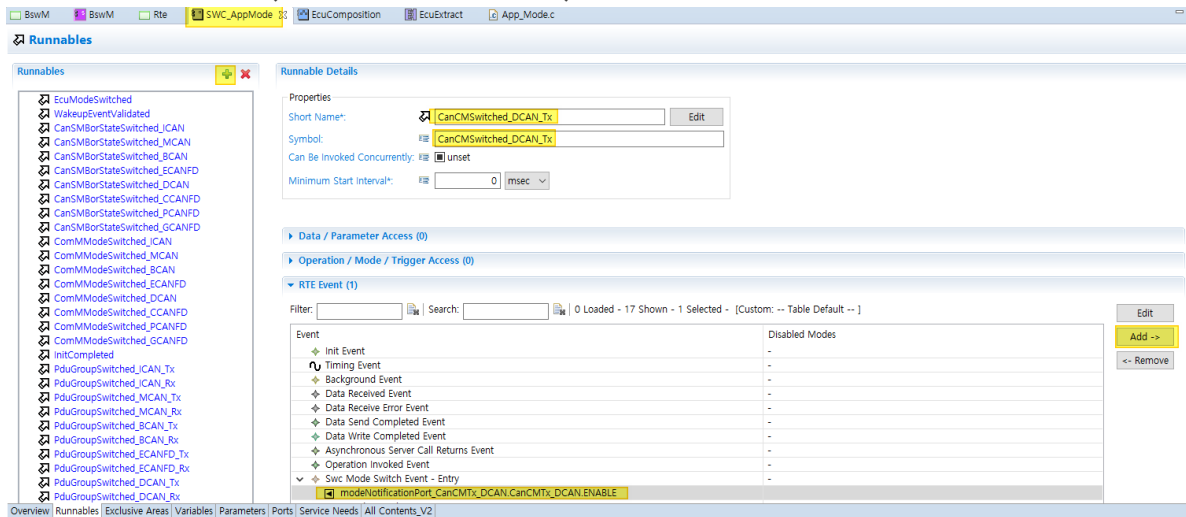 BswM BswM Rte SWC_AppMode EcuComposition EcuExtract App_Mode.c
Runnables
Runnables
EcuModeSwitched
WakeupEventValidated
CanSMBorStateSwitched_ICAN
CanSMBorStateSwitched_MCAN
CanSMBorStateSwitched_BCAN
CanSMBorStateSwitched_ECANFD
CanSMBorStateSwitched_DCAN
CanSMBorStateSwitched_CCANFD
CanSMBorStateSwitched_PCANFD
CanSMBorStateSwitched_GCANFD
ComMModeSwitched_ICAN
ComMModeSwitched_MCAN
ComMModeSwitched_BCAN
ComMModeSwitched_ECANFD
ComMModeSwitched_DCAN
ComMModeSwitched_CCANFD
ComMModeSwitched_PCANFD
ComMModeSwitched_GCANFD
InitCompleted
PduGroupSwitched_ICAN_Tx
PduGroupSwitched_ICAN_Rx
PduGroupSwitched_MCAN_Tx
PduGroupSwitched_MCAN_Rx
PduGroupSwitched_BCAN_Tx
PduGroupSwitched_BCAN_Rx
PduGroupSwitched_ECANFD_Tx
PduGroupSwitched_ECANFD_Rx
PduGroupSwitched_DCAN_Tx
PduGroupSwitched_DCAN_Rx
Runnable Details
Properties
Short Name*: CanCMSwitched_DCAN_Tx Edit
Symbol: CanCMSwitched_DCAN_Tx
Can Be Invoked Concurrently: unset
Minimum Start Interval*: 0 msec
Data / Parameter Access (0)
Operation / Mode / Trigger Access (0)
RTE Event (1)
Filter: Search: 0 Loaded - 17 Shown - 1 Selected - [Custom: -- Table Default -- ] Edit
Event Disabled Modes Add ->
Init Event -
Timing Event - <- Remove
Background Event -
Data Received Event -
Data Receive Error Event -
Data Send Completed Event -
Data Write Completed Event -
Asynchronous Server Call Returns Event -
Operation Invoked Event -
Swc Mode Switch Event - Entry -
modeNotificationPort_CanCMTx_DCAN.CanCMTx_DCAN.ENABLE
Overview Runnables Exclusive Areas Variables Parameters Ports Service Needs All Contents_V2